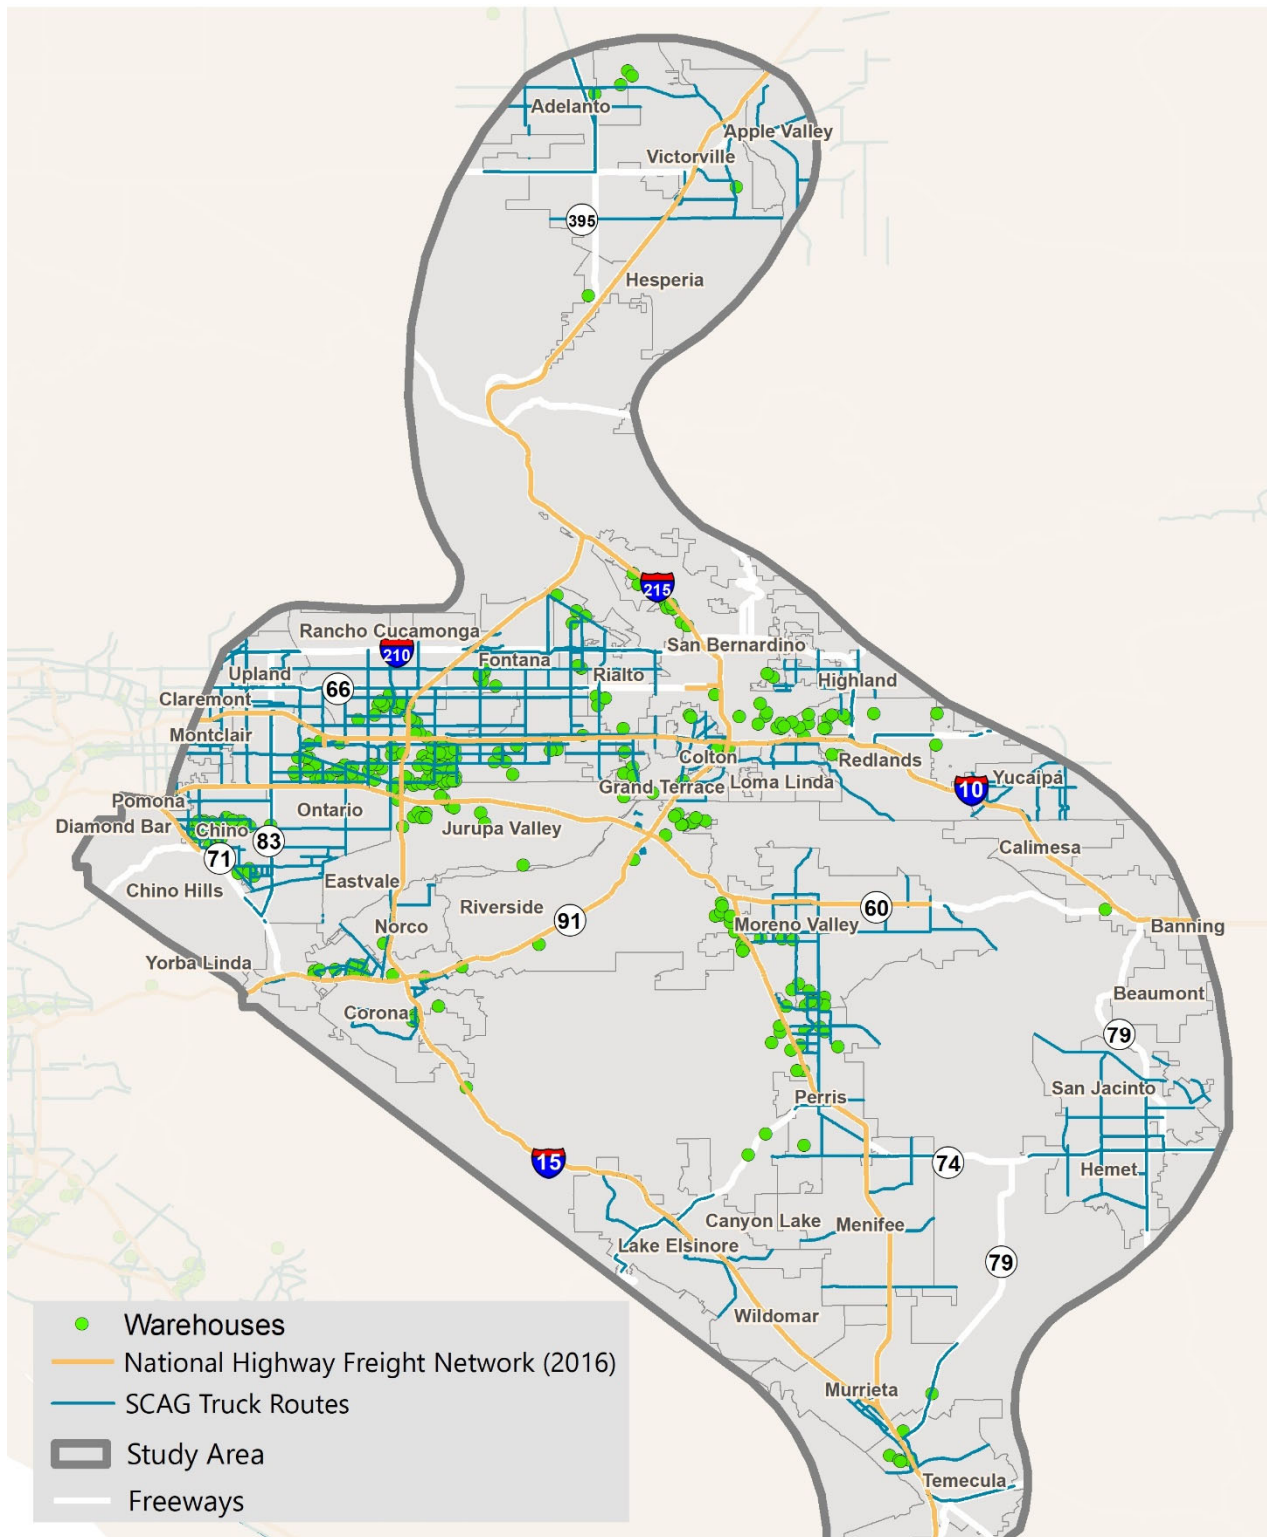 Adelanto
Apple Valley
Victorville
395
Hesperia
215
Rancho Cucamonga
San Bernardino
210
Fontana
Upland
Rialto
Highland
66
Claremont
Montclair
Colton
Redlands
Grand Terrace
Loma Linda
Yucaipa
10
Pomona
Ontario
Diamond Bar
Chino
Jurupa Valley
83
71
Calimesa
Chino Hills
Eastvale
Riverside
91
60
Norco
Moreno Valley
Banning
Yorba Linda
Beaumont
Corona
79
San Jacinto
Perris
15
74
Hemet
Canyon Lake
Menifee
Lake Elsinore
79
Wildomar
Murrieta
Temecula
Warehouses
National Highway Freight Network (2016)
SCAG Truck Routes
Study Area
Freeways